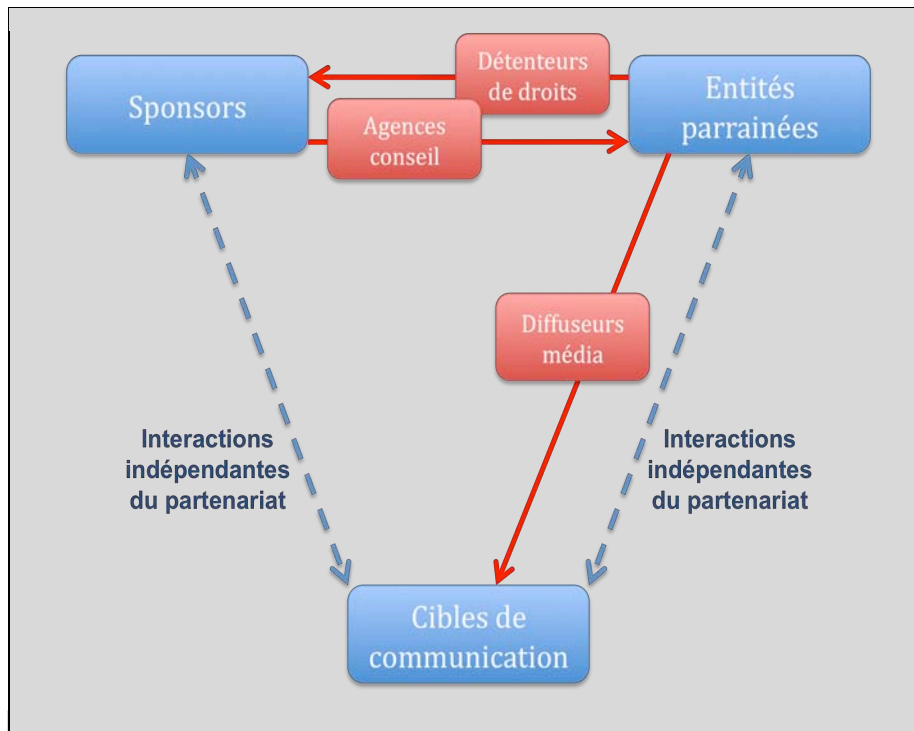 Sponsors
Détenteurs
de droits
Entités
parrainées
Agences
conseil
Diffuseurs
média
Interactions
indépendantes
du partenariat
Interactions
indépendantes
du partenariat
Cibles de
communication